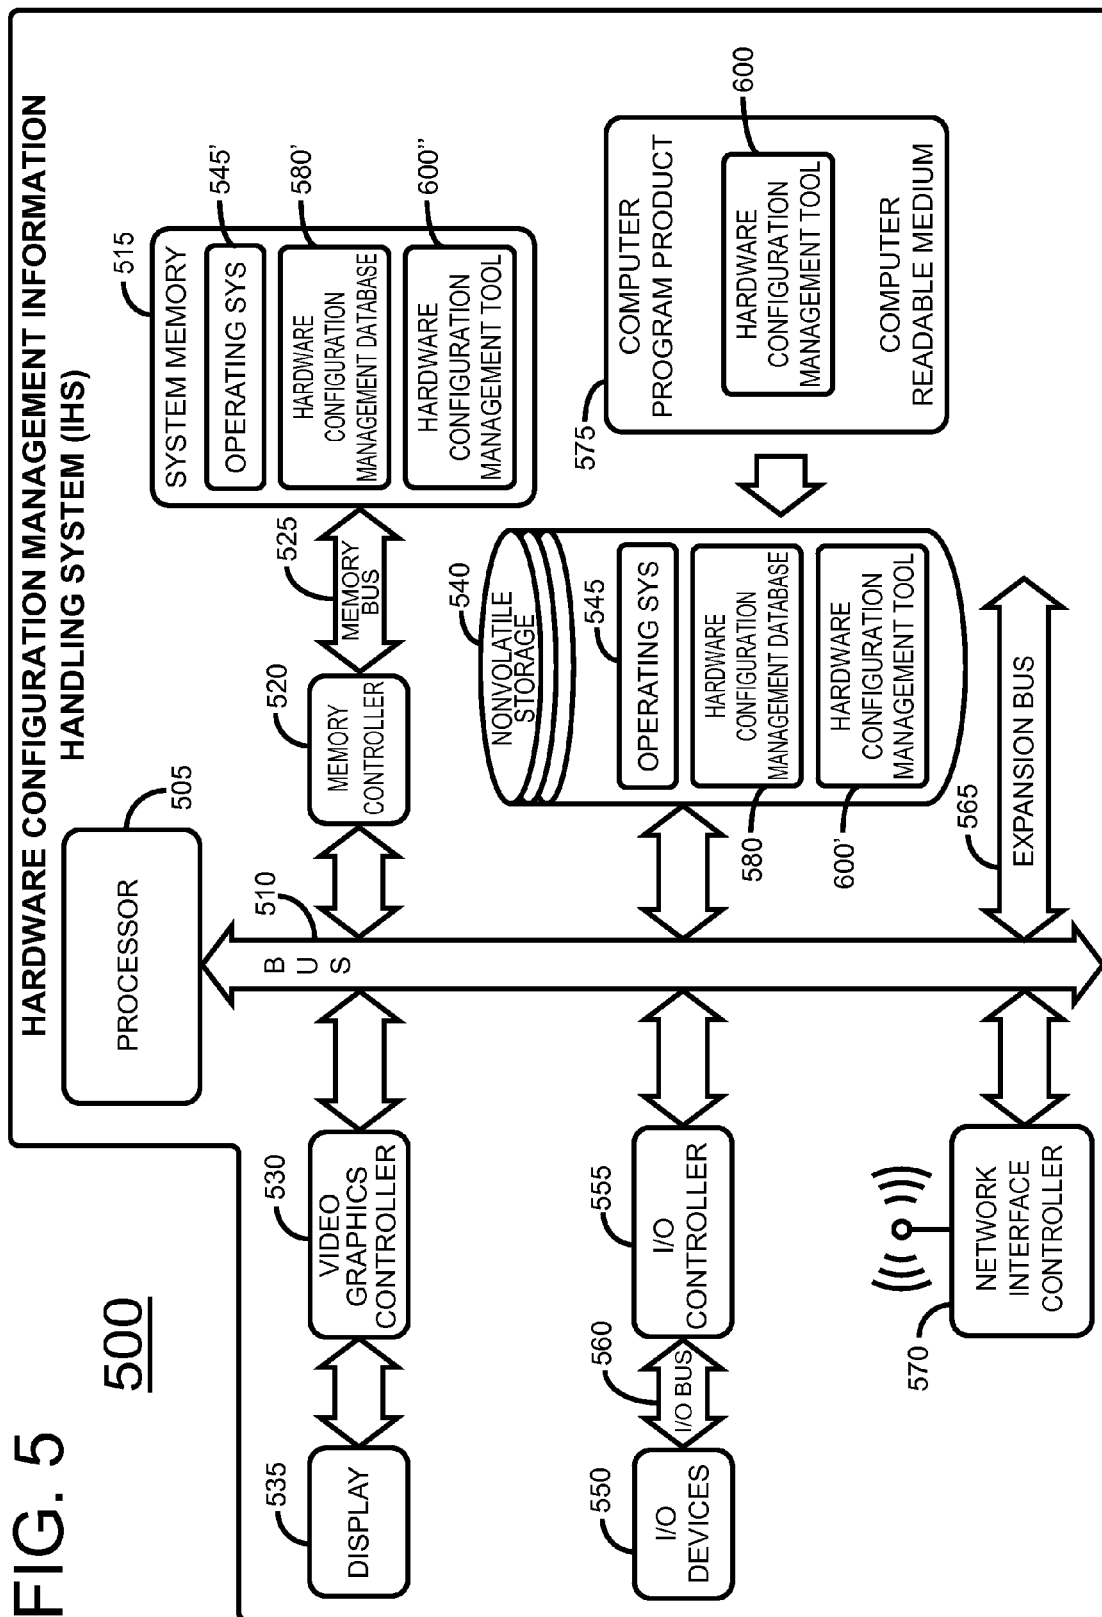 FIG. 5
500
HARDWARE CONFIGURATION MANAGEMENT INFORMATION
HANDLING SYSTEM (IHS)
PROCESSOR
505
510
B
U
S
515
SYSTEM MEMORY
OPERATING SYS
545'
HARDWARE
CONFIGURATION
MANAGEMENT DATABASE
580'
HARDWARE
CONFIGURATION
MANAGEMENT TOOL
600''
525
MEMORY
BUS
520
MEMORY
CONTROLLER
530
VIDEO
GRAPHICS
CONTROLLER
535
DISPLAY
540
NONVOLATILE
STORAGE
545
OPERATING SYS
HARDWARE
CONFIGURATION
MANAGEMENT DATABASE
580
HARDWARE
CONFIGURATION
MANAGEMENT TOOL
600'
575
COMPUTER
PROGRAM PRODUCT
HARDWARE
CONFIGURATION
MANAGEMENT TOOL
600
COMPUTER
READABLE MEDIUM
555
I/O
CONTROLLER
560
I/O BUS
550
I/O
DEVICES
565
EXPANSION BUS
570
NETWORK
INTERFACE
CONTROLLER